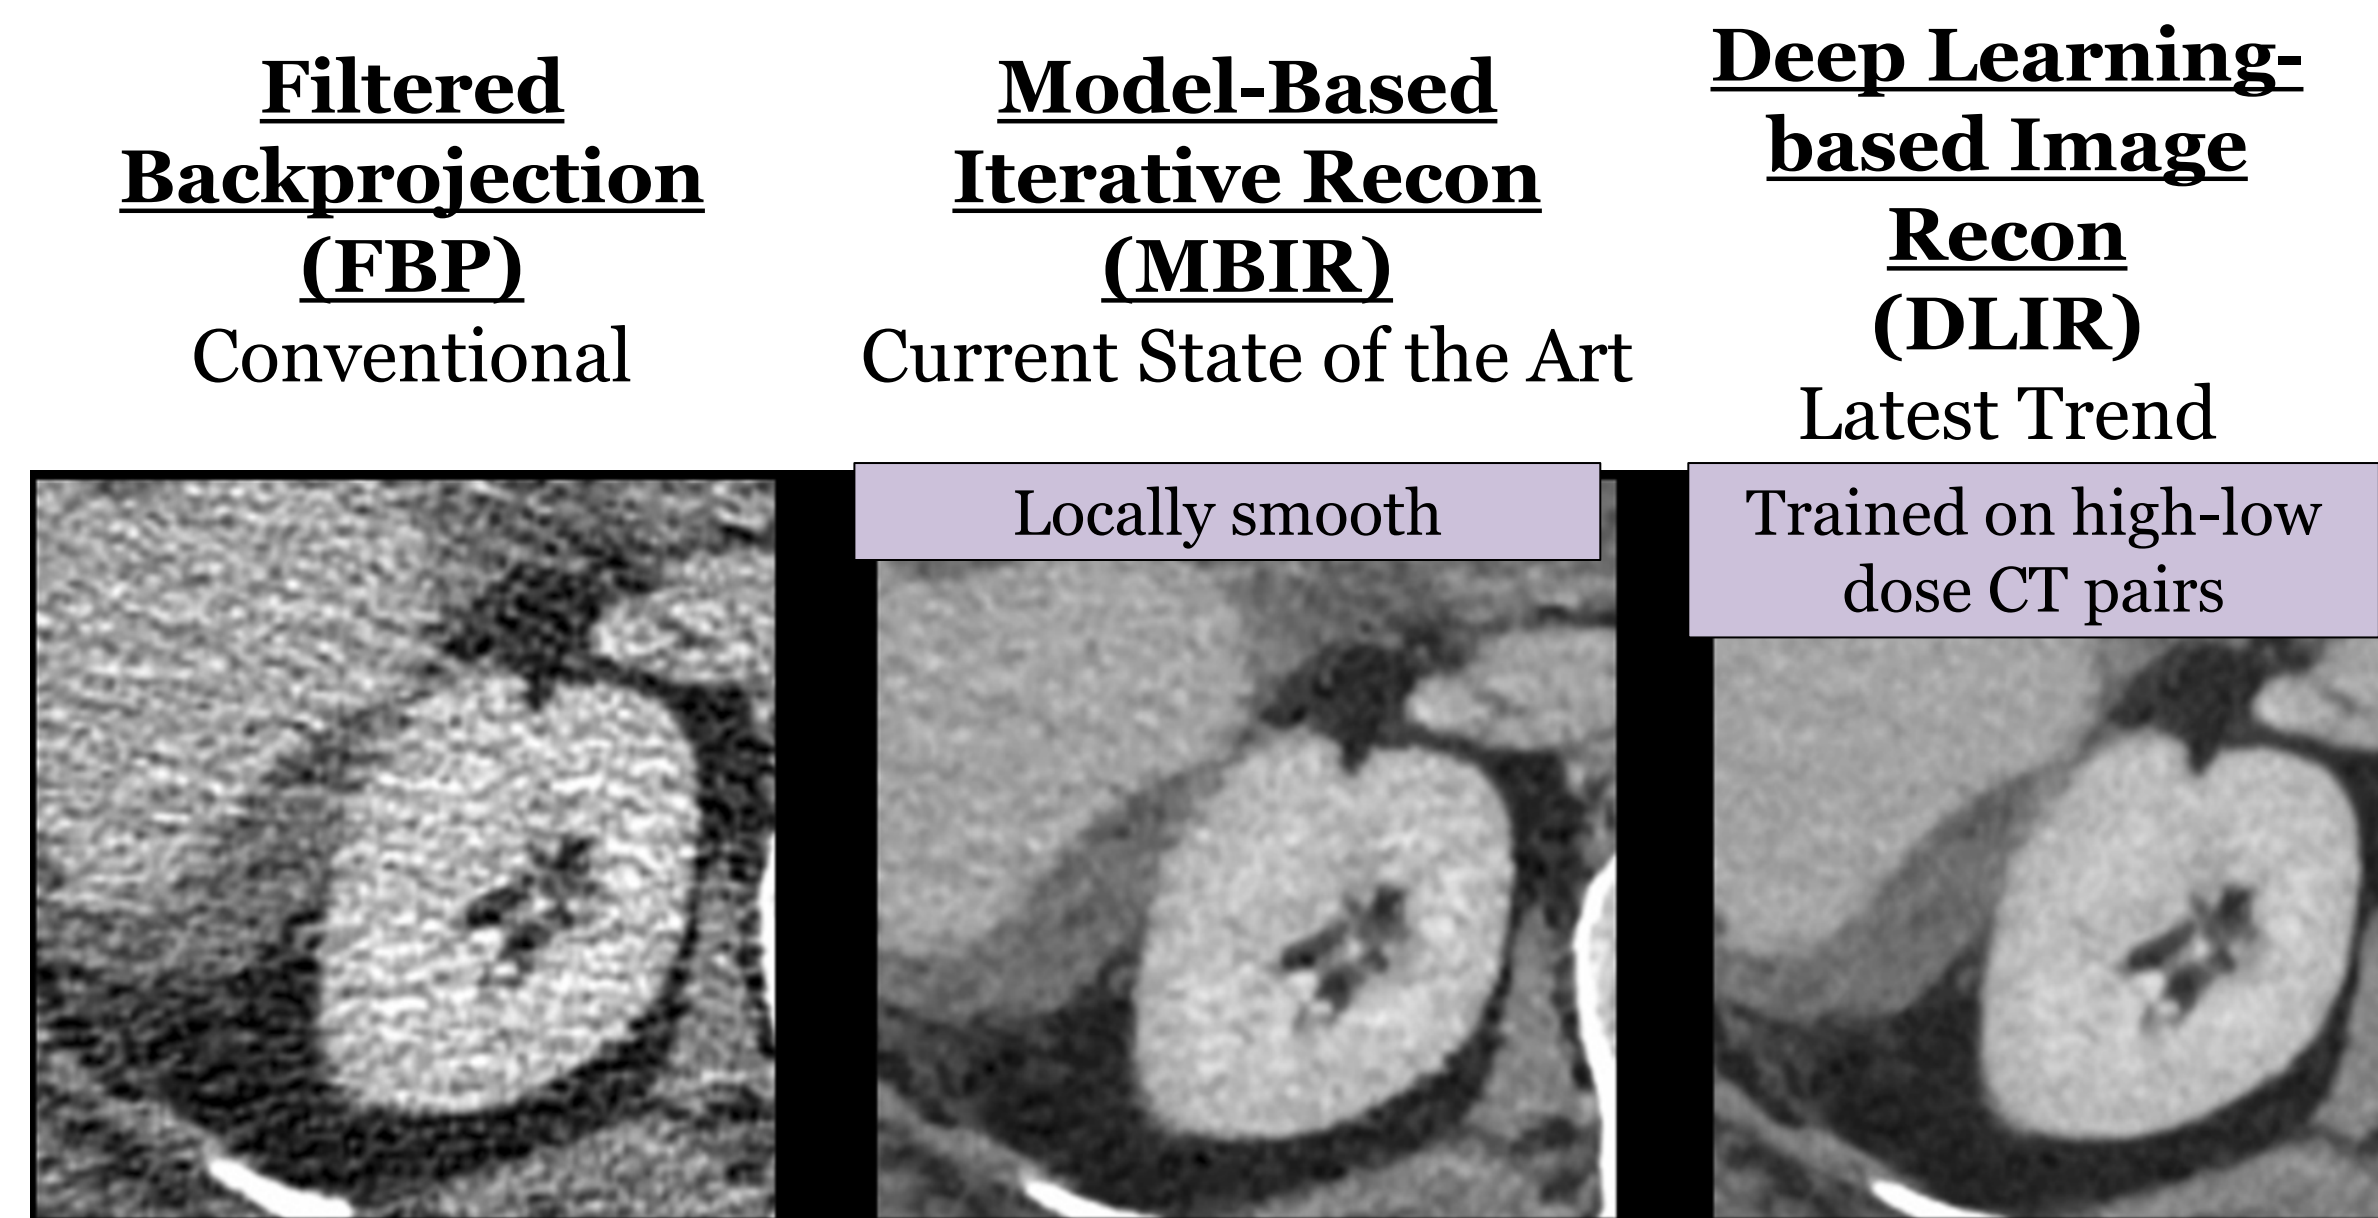 Filtered
Backprojection
(FBP)
Conventional
Model-Based
Iterative Recon
(MBIR)
Current State of the Art
Locally smooth
Deep Learning-
based Image
Recon
(DLIR)
Latest Trend
Trained on high-low
dose CT pairs